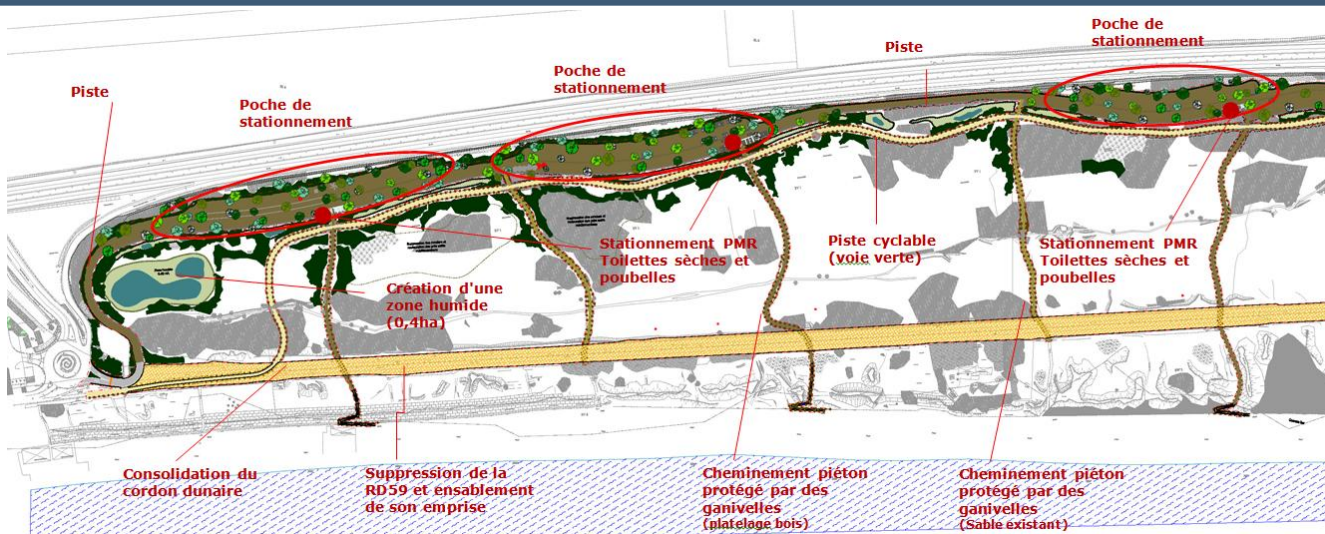 Piste
Poche de
stationnement
Poche de
stationnement
Piste
Poche de
stationnement
Stationnement PMR
Toilettes sèches et
poubelles
Piste cyclable
(voie verte)
Stationnement PMR
Toilettes sèches et
poubelles
Création d'une
zone humide
(0,4ha)
Consolidation du
cordon dunaire
Suppression de la
RD59 et ensablement
de son emprise
Cheminement piéton
protégé par des
ganivelles
(platelage bois)
Cheminement piéton
protégé par des
ganivelles
(Sable existant)